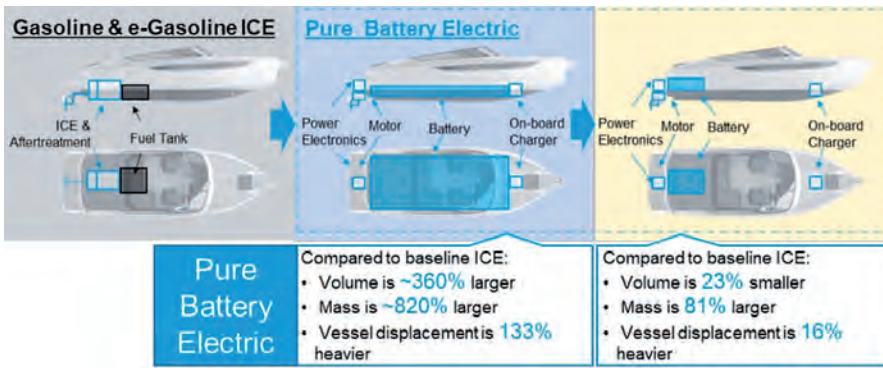 Gasoline & e-Gasoline ICE
ICE &
Aftertreatment
Fuel Tank
Pure Battery Electric
Power
Electronics
Motor
Battery
On-board
Charger
Power
Electronics
Motor
Battery
On-board
Charger
Pure
Battery
Electric
Compared to baseline ICE:
• Volume is ~360% larger
• Mass is ~820% larger
• Vessel displacement is 133%
heavier
Compared to baseline ICE:
• Volume is 23% smaller
• Mass is 81% larger
• Vessel displacement is 16%
heavier